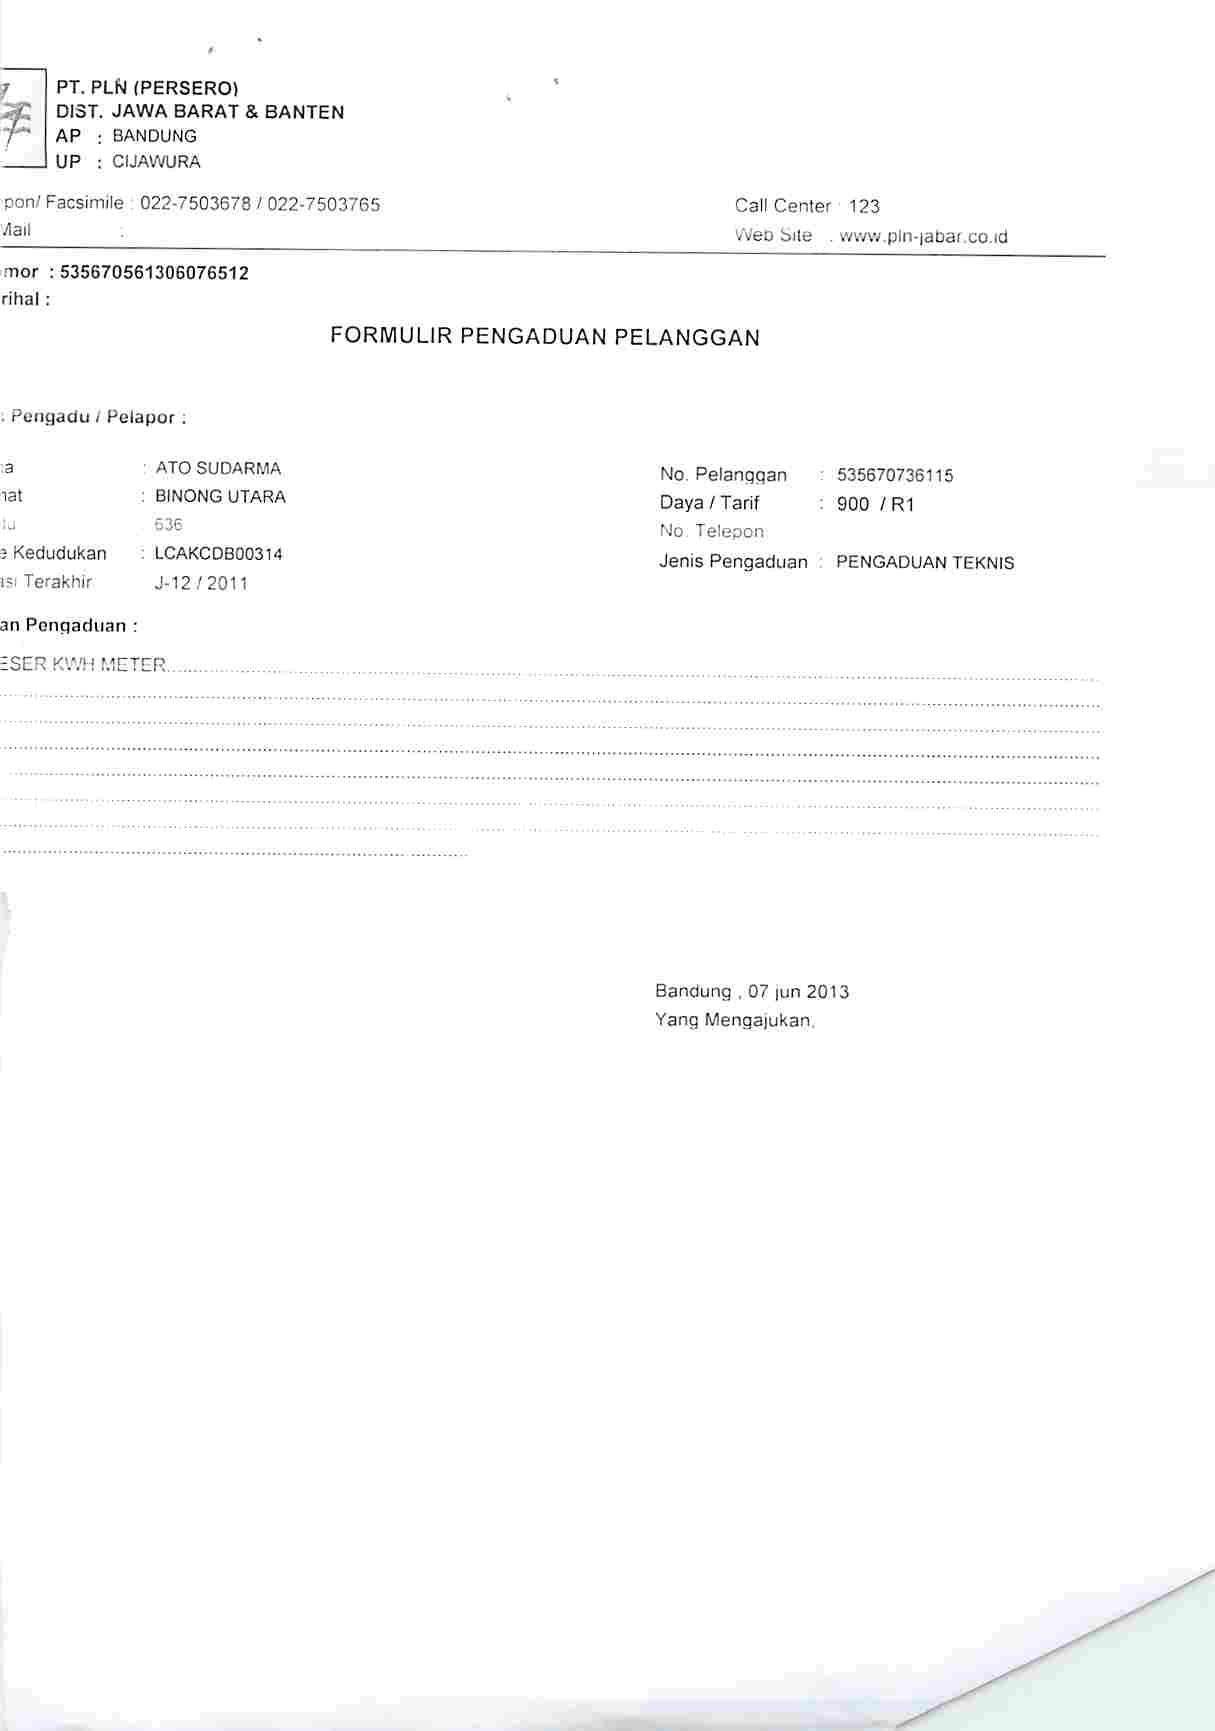 PT. PLN (PERSERO)
DIST. JAWA BARAT & BANTEN
AP : BANDUNG
UP : CIJAWURA
pon/ Facsimile : 022-7503678 / 022-7503765
Call Center : 123
Mail :
Web Site : www.pln-jabar.co.id
mor : 535670561306076512
rihal :
FORMULIR PENGADUAN PELANGGAN
: Pengadu / Pelapor :
a : ATO SUDARMA
No. Pelanggan : 535670736115
nat : BINONG UTARA
Daya / Tarif : 900 / R1
636
No. Telepon
e Kedudukan : LCAKCDB00314
Jenis Pengaduan : PENGADUAN TEKNIS
asi Terakhir J-12 / 2011
an Pengaduan :
ESER KWH METER
Bandung , 07 jun 2013
Yang Mengajukan,